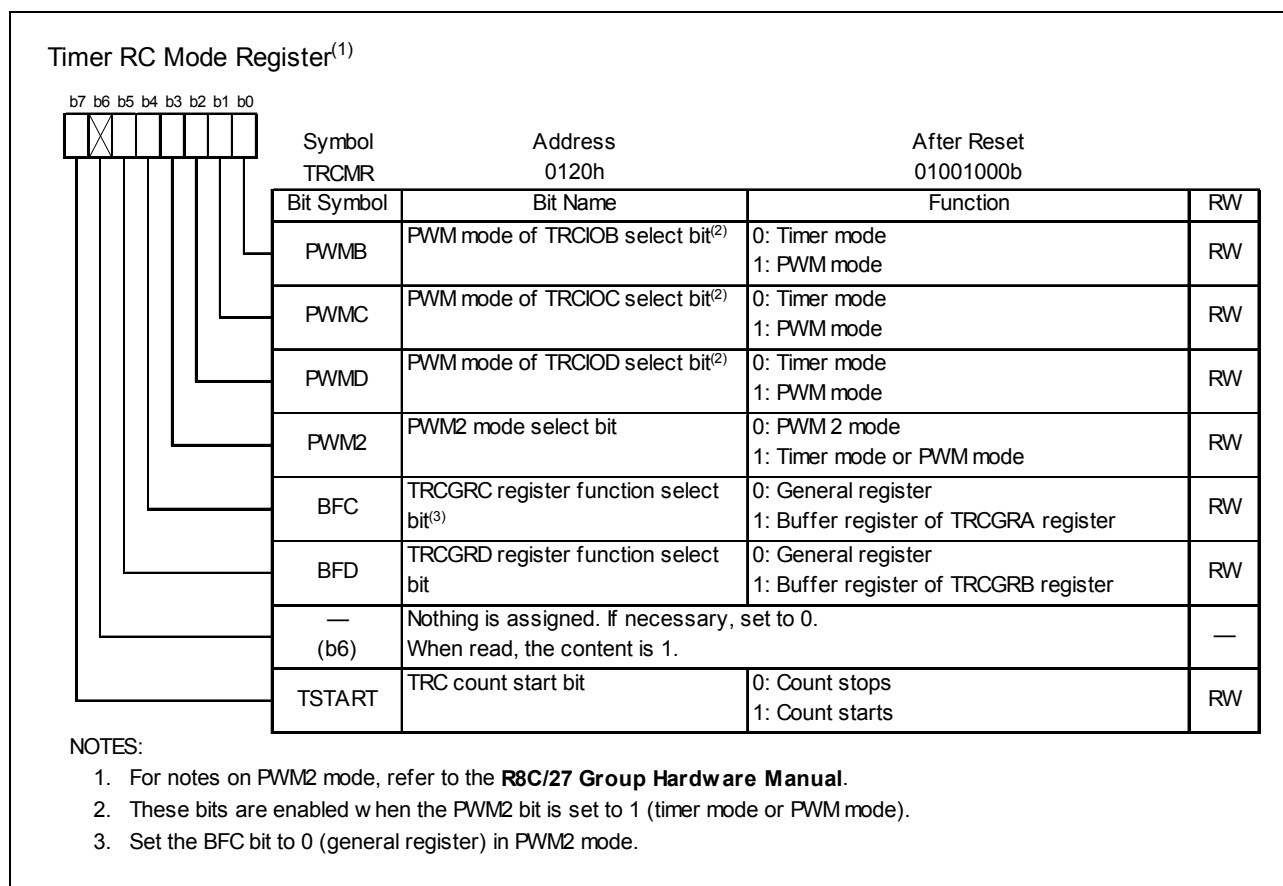 Timer RC Mode Register(1)
b7 b6 b5 b4 b3 b2 b1 b0
Symbol Address After Reset
TRCMR 0120h 01001000b
Bit Symbol Bit Name Function RW
PWMB PWM mode of TRCIOB select bit(2) 0: Timer mode RW
1: PWM mode
PWMC PWM mode of TRCIOC select bit(2) 0: Timer mode RW
1: PWM mode
PWMD PWM mode of TRCIOD select bit(2) 0: Timer mode RW
1: PWM mode
PWM2 PWM2 mode select bit 0: PWM 2 mode RW
1: Timer mode or PWM mode
BFC TRCGRC register function select 0: General register RW
bit(3) 1: Buffer register of TRCGRA register
BFD TRCGRD register function select 0: General register RW
bit 1: Buffer register of TRCGRB register
— Nothing is assigned. If necessary, set to 0. —
(b6) When read, the content is 1.
TSTART TRC count start bit 0: Count stops RW
1: Count starts
NOTES:
1. For notes on PWM2 mode, refer to the R8C/27 Group Hardware Manual.
2. These bits are enabled when the PWM2 bit is set to 1 (timer mode or PWM mode).
3. Set the BFC bit to 0 (general register) in PWM2 mode.